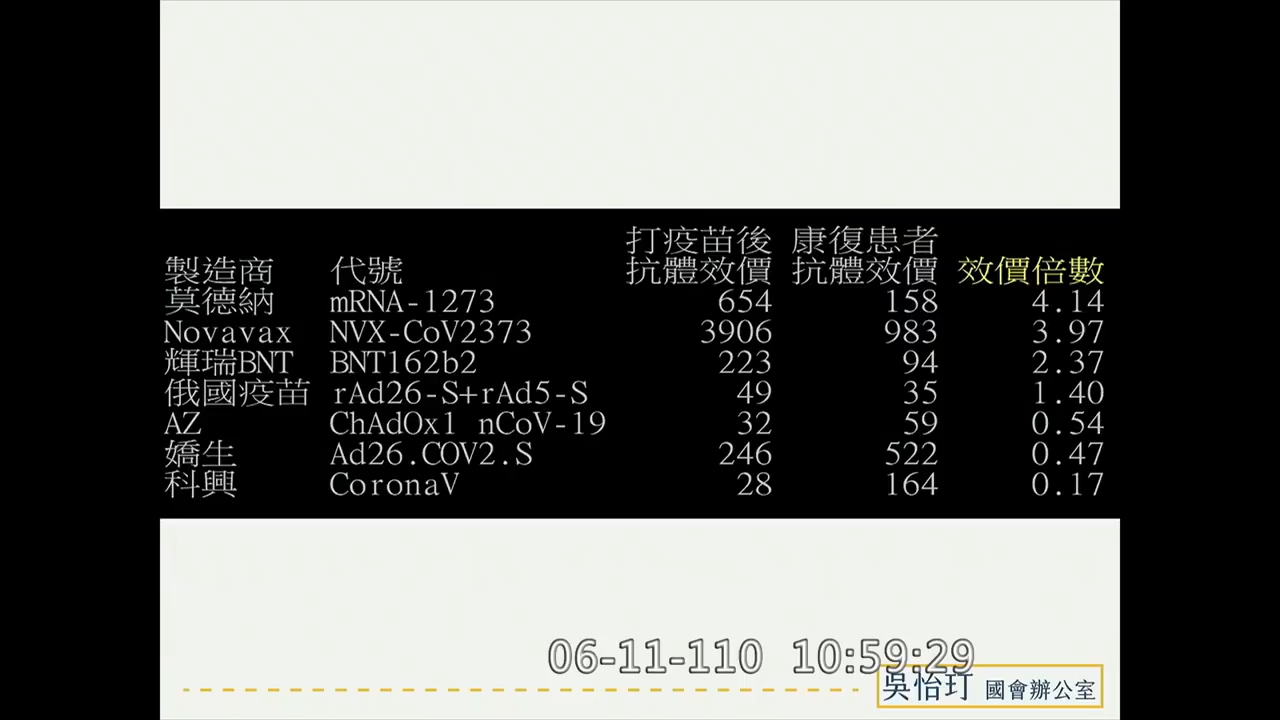 打疫苗後 康復患者
製造商 代號 抗體效價 抗體效價 效價倍數
莫德納 mRNA-1273 654 158 4.14
Novavax NVX-CoV2373 3906 983 3.97
輝瑞BNT BNT162b2 223 94 2.37
俄國疫苗 rAd26-S+rAd5-S 49 35 1.40
AZ ChAdOx1 nCoV-19 32 59 0.54
嬌生 Ad26.COV2.S 246 522 0.47
科興 CoronaV 28 164 0.17
06-11-110 10:59:29
吳怡玎 國會辦公室